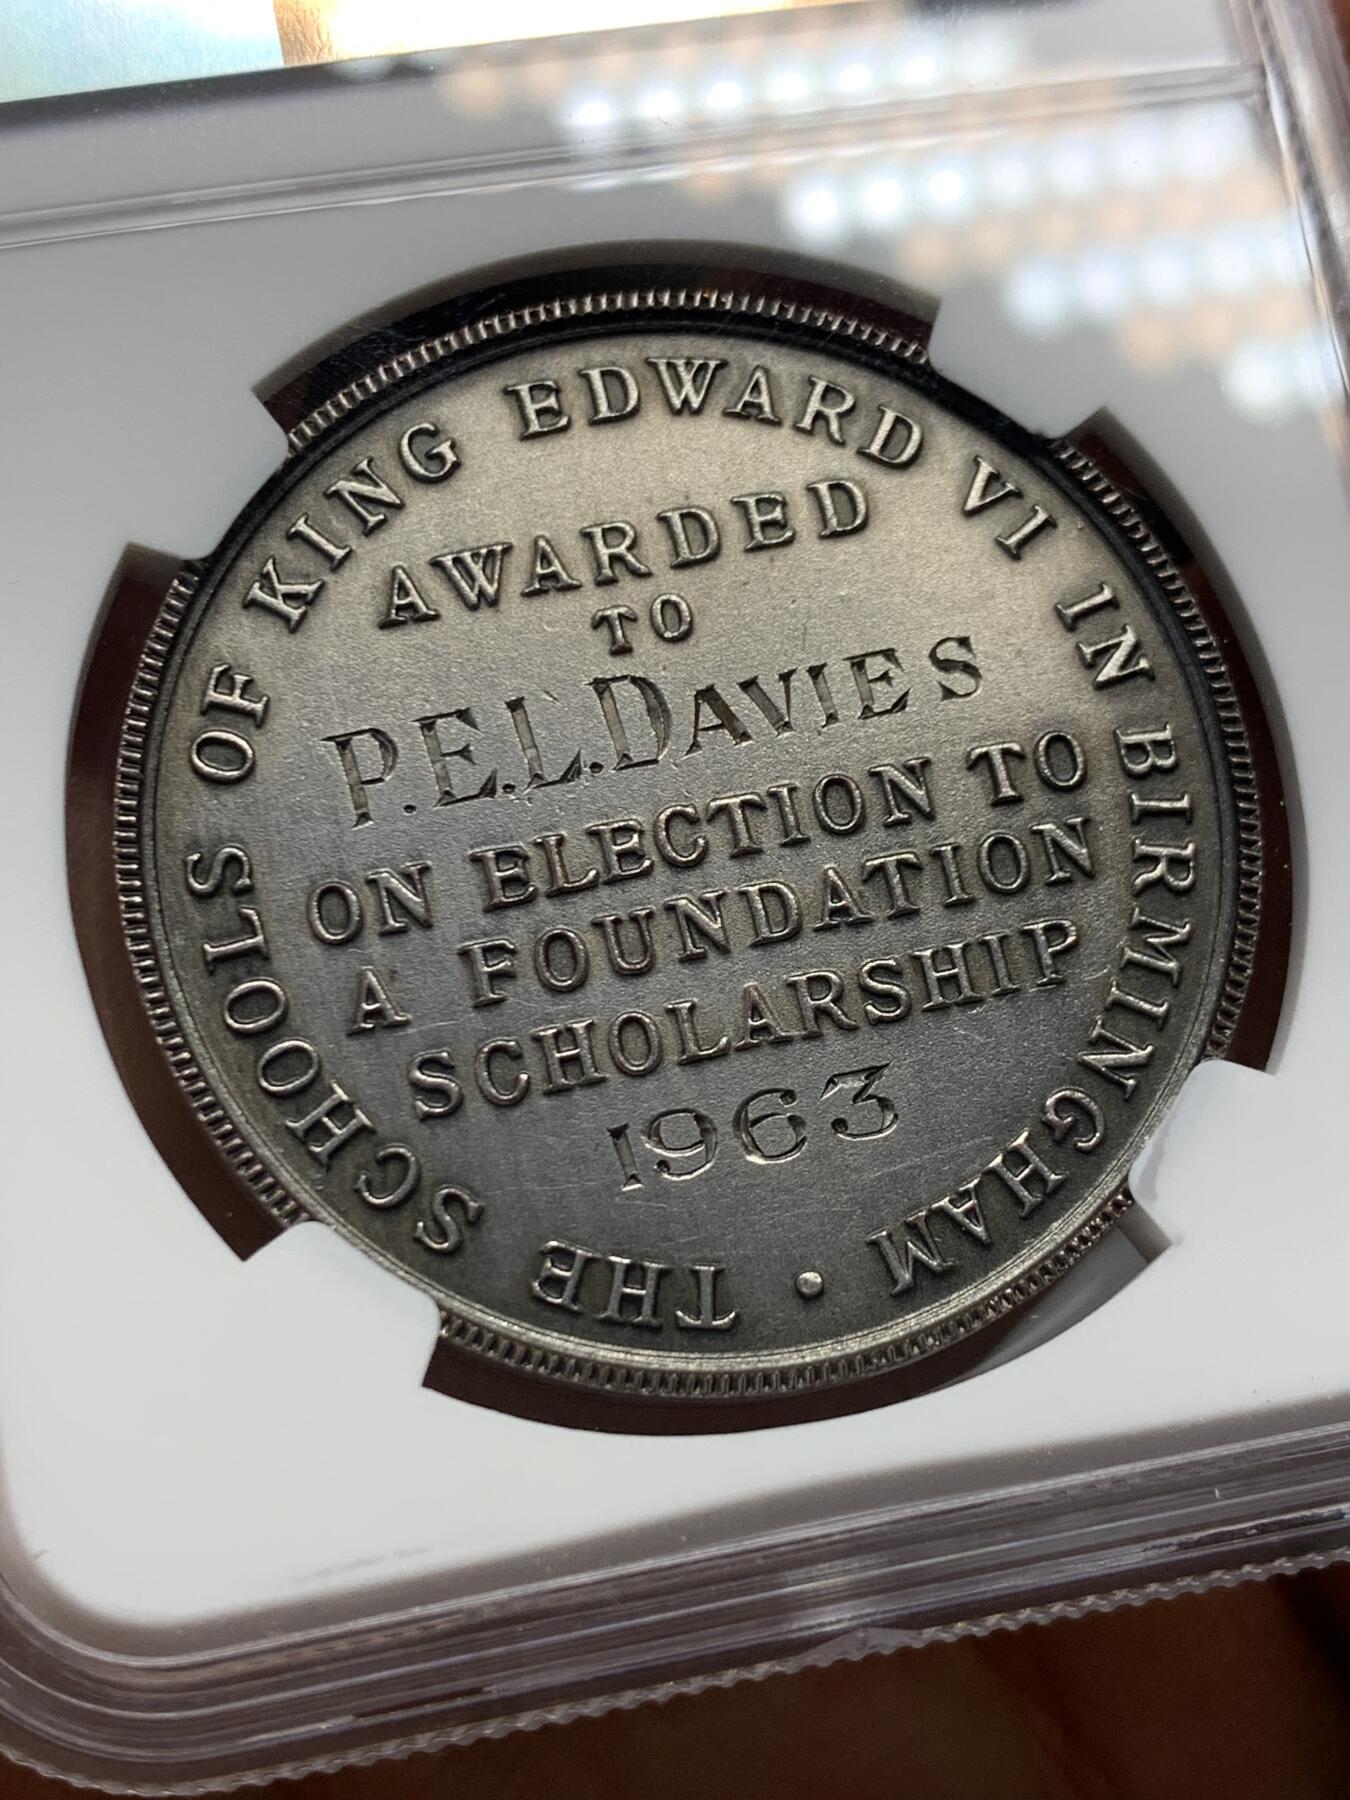 THE SCHOOLS OF KING EDWARD VI IN BIRMINGHAM •
AWARDED
TO
P.E.L.DAVIES
ON ELECTION TO
A FOUNDATION
SCHOLARSHIP
1963